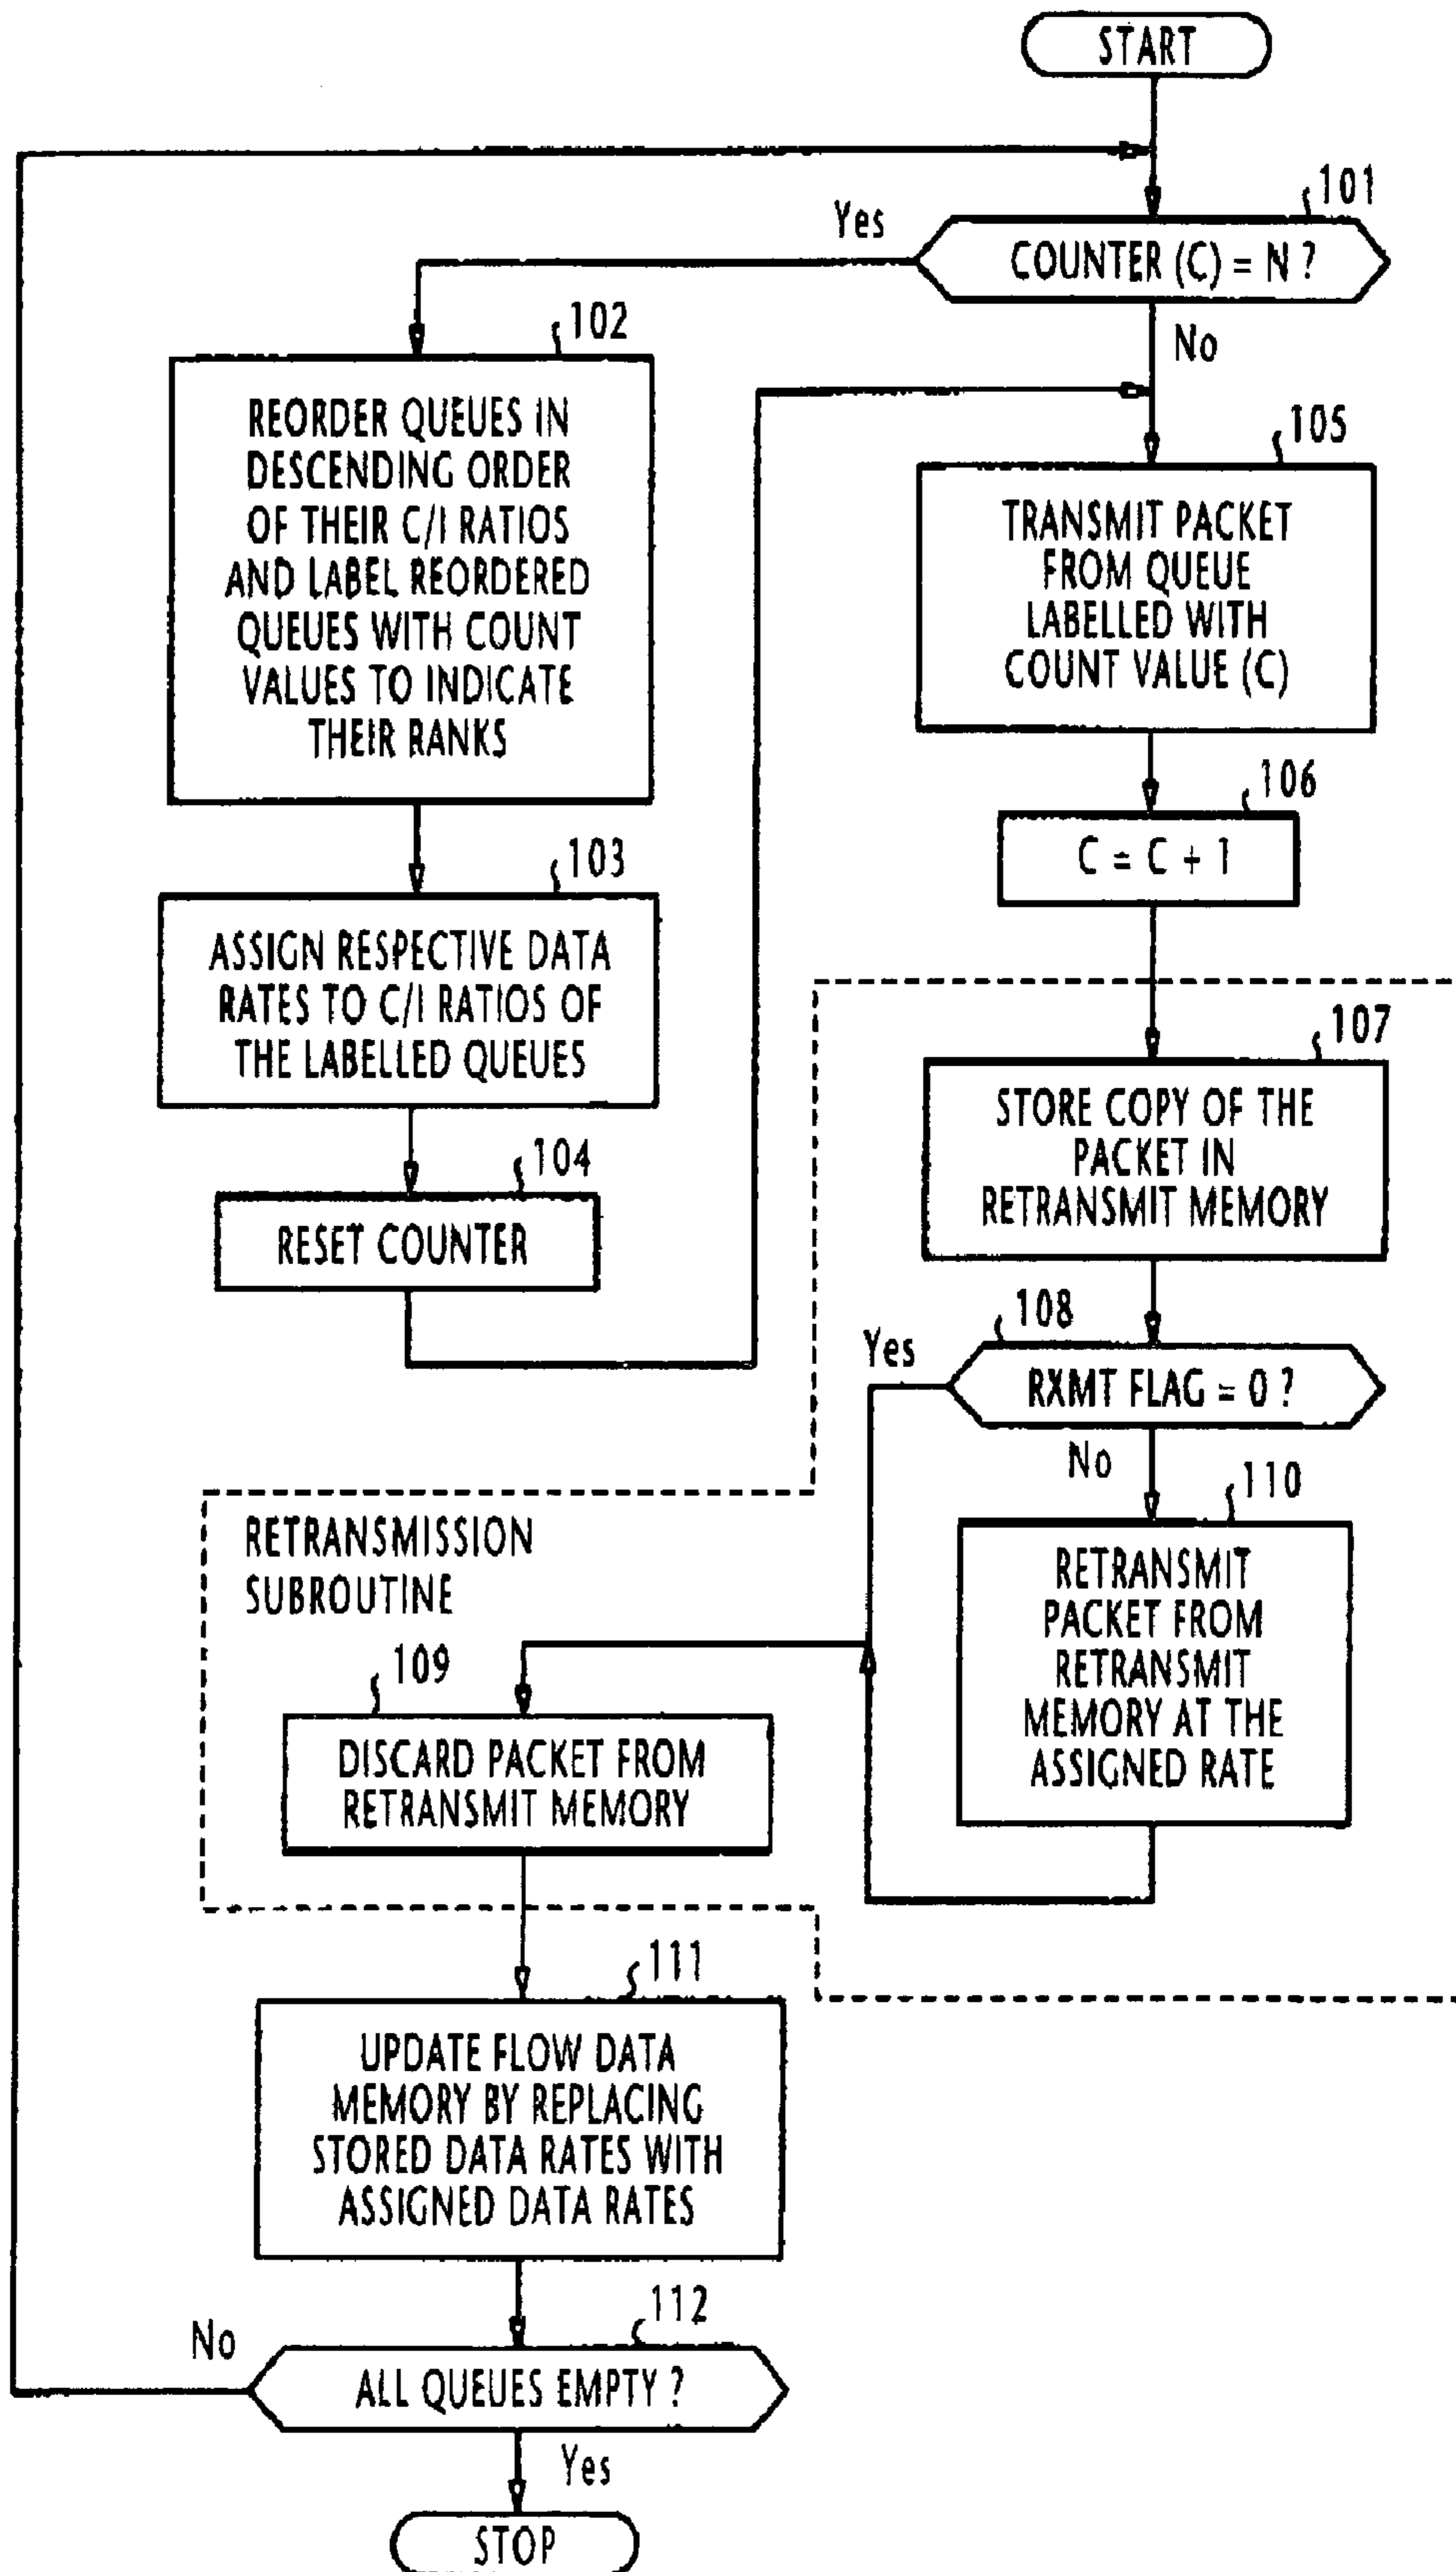 START
101
Yes
COUNTER (C) = N ?
No
102
REORDER QUEUES IN
DESCENDING ORDER
OF THEIR C/I RATIOS
AND LABEL REORDERED
QUEUES WITH COUNT
VALUES TO INDICATE
THEIR RANKS
103
ASSIGN RESPECTIVE DATA
RATES TO C/I RATIOS OF
THE LABELLED QUEUES
104
RESET COUNTER
105
TRANSMIT PACKET
FROM QUEUE
LABELLED WITH
COUNT VALUE (C)
106
C = C + 1
107
STORE COPY OF THE
PACKET IN
RETRANSMIT MEMORY
108
Yes
RXMT FLAG = 0 ?
No
110
RETRANSMIT
PACKET FROM
RETRANSMIT
MEMORY AT THE
ASSIGNED RATE
RETRANSMISSION
SUBROUTINE
109
DISCARD PACKET FROM
RETRANSMIT MEMORY
111
UPDATE FLOW DATA
MEMORY BY REPLACING
STORED DATA RATES WITH
ASSIGNED DATA RATES
112
No
ALL QUEUES EMPTY ?
Yes
STOP